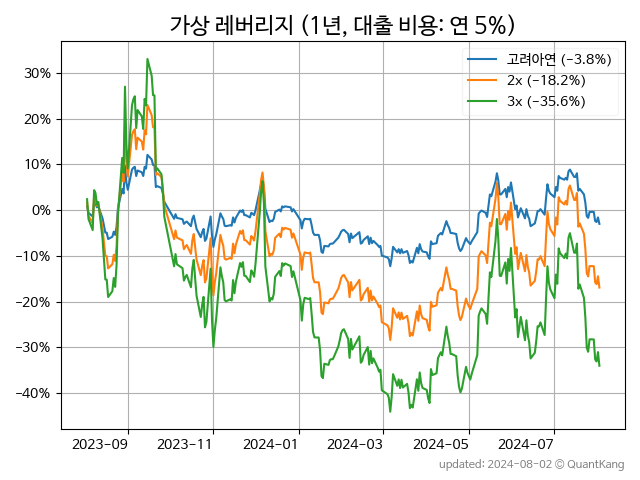 가상 레버리지 (1년, 대출 비용: 연 5%)
고려아연 (−3.8%)
2x (−18.2%)
3x (−35.6%)
30%
20%
10%
0%
−10%
−20%
−30%
−40%
2023-09
2023-11
2024-01
2024-03
2024-05
2024-07
updated: 2024-08-02 © QuantKang